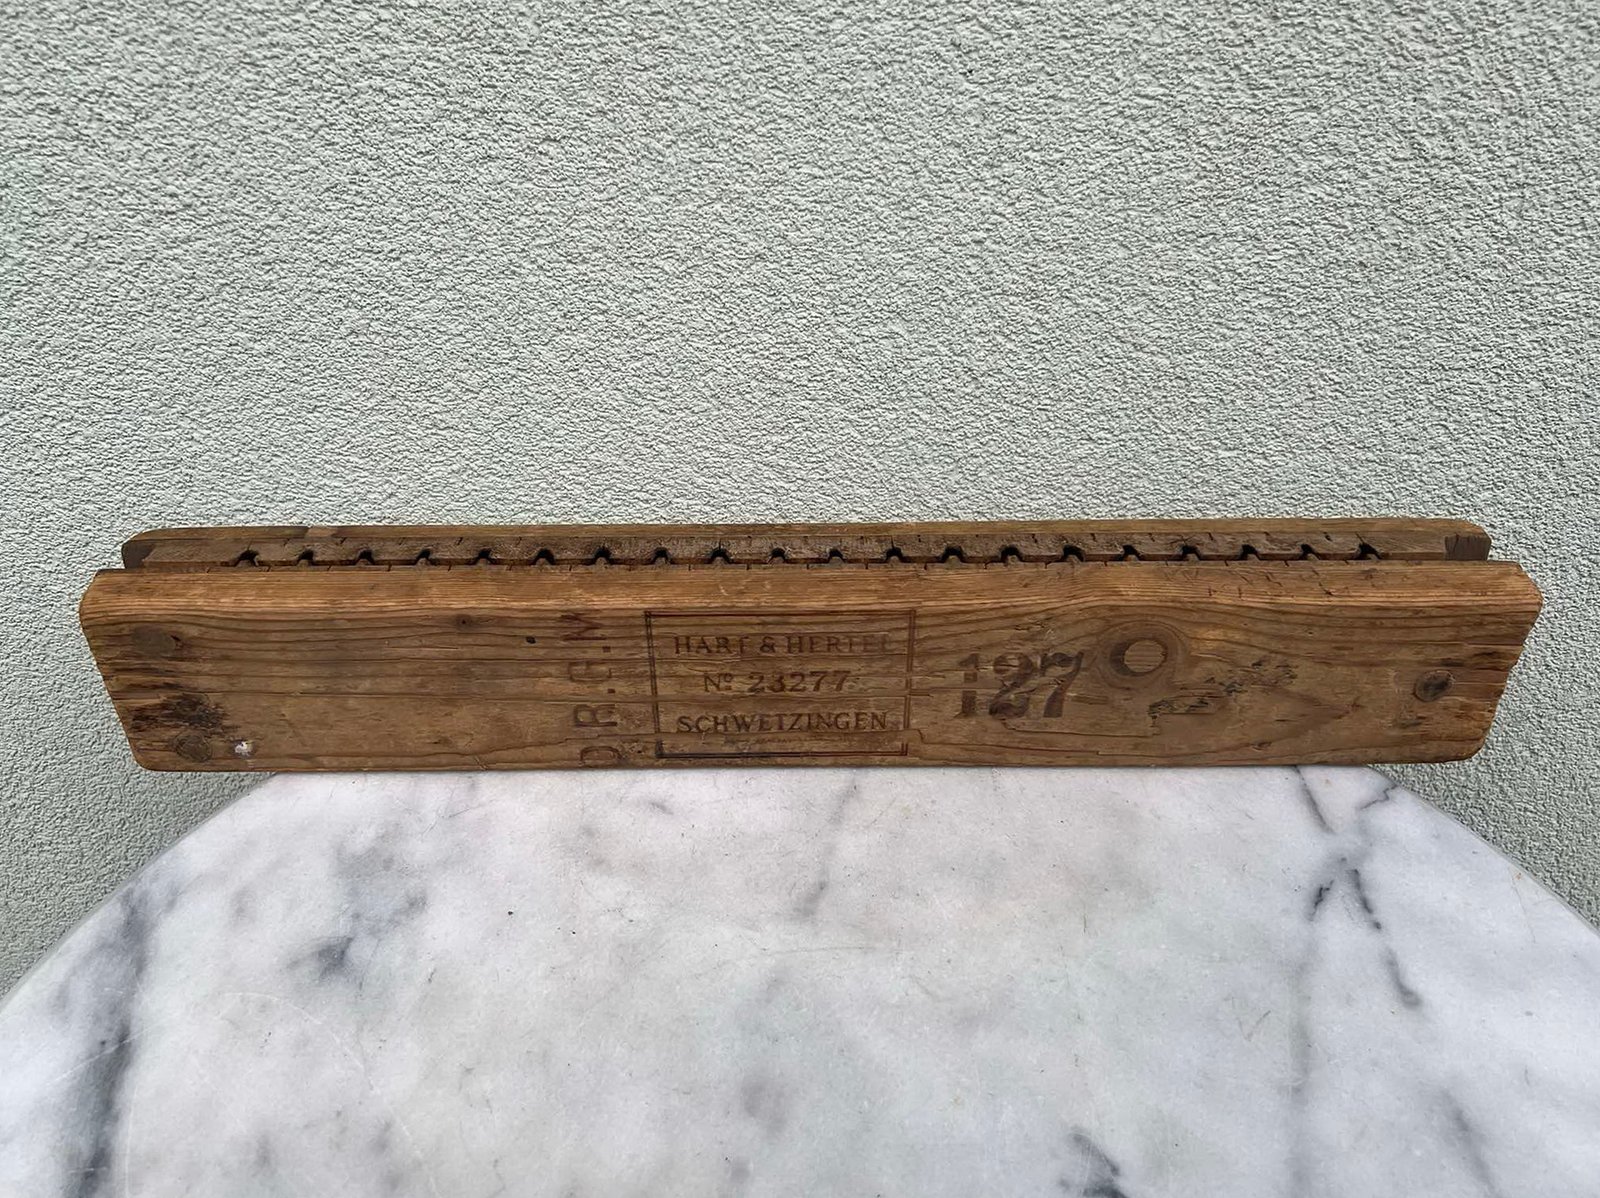 D.R.G.M
HART & HERTEL
No 23277
SCHWETZINGEN
127